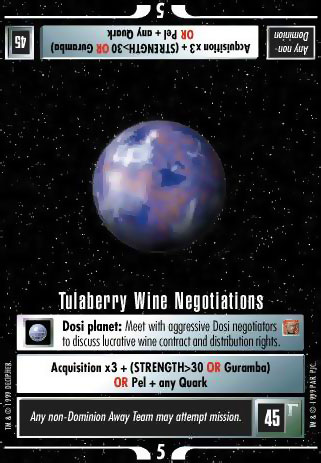 5
Acquisition x3 + (STRENGTH>30 OR Guramba)
OR Pel + any Quark
45
Any non-
Dominion
Tulaberry Wine Negotiations
Dosi planet: Meet with aggressive Dosi negotiators
to discuss lucrative wine contract and distribution rights.
Acquisition x3 + (STRENGTH>30 OR Guramba)
OR Pel + any Quark
Any non-Dominion Away Team may attempt mission.
45
5
TM & © 1999 DECIPHER.
TM & © 1999 PAR. PIC.